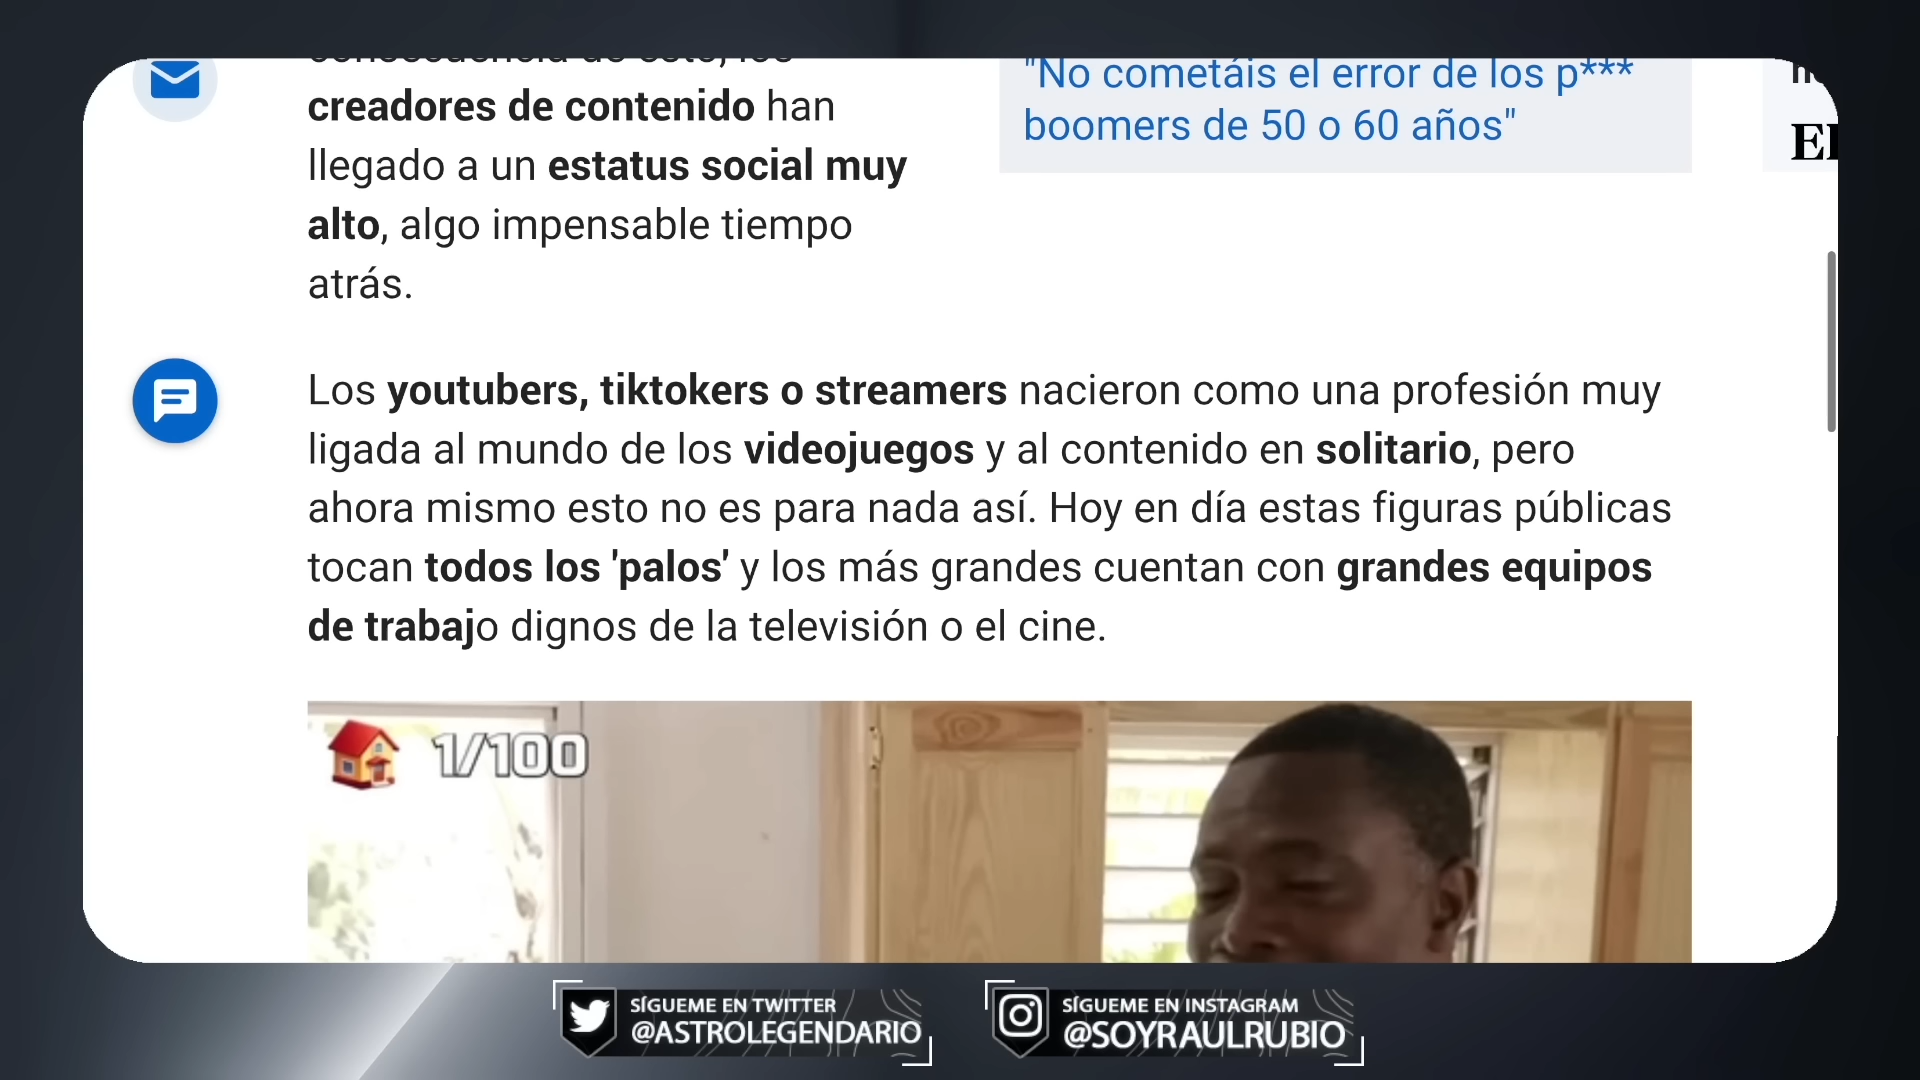 creadores de contenido han
llegado a un estatus social muy
alto, algo impensable tiempo
atrás.
"No cometáis el error de los p***
boomers de 50 o 60 años"
Los youtubers, tiktokers o streamers nacieron como una profesión muy
ligada al mundo de los videojuegos y al contenido en solitario, pero
ahora mismo esto no es para nada así. Hoy en día estas figuras públicas
tocan todos los 'palos' y los más grandes cuentan con grandes equipos
de trabajo dignos de la televisión o el cine.
1/100
SÍGUEME EN TWITTER
@ASTROLEGENDARIO
SÍGUEME EN INSTAGRAM
@SOYRAULRUBIO